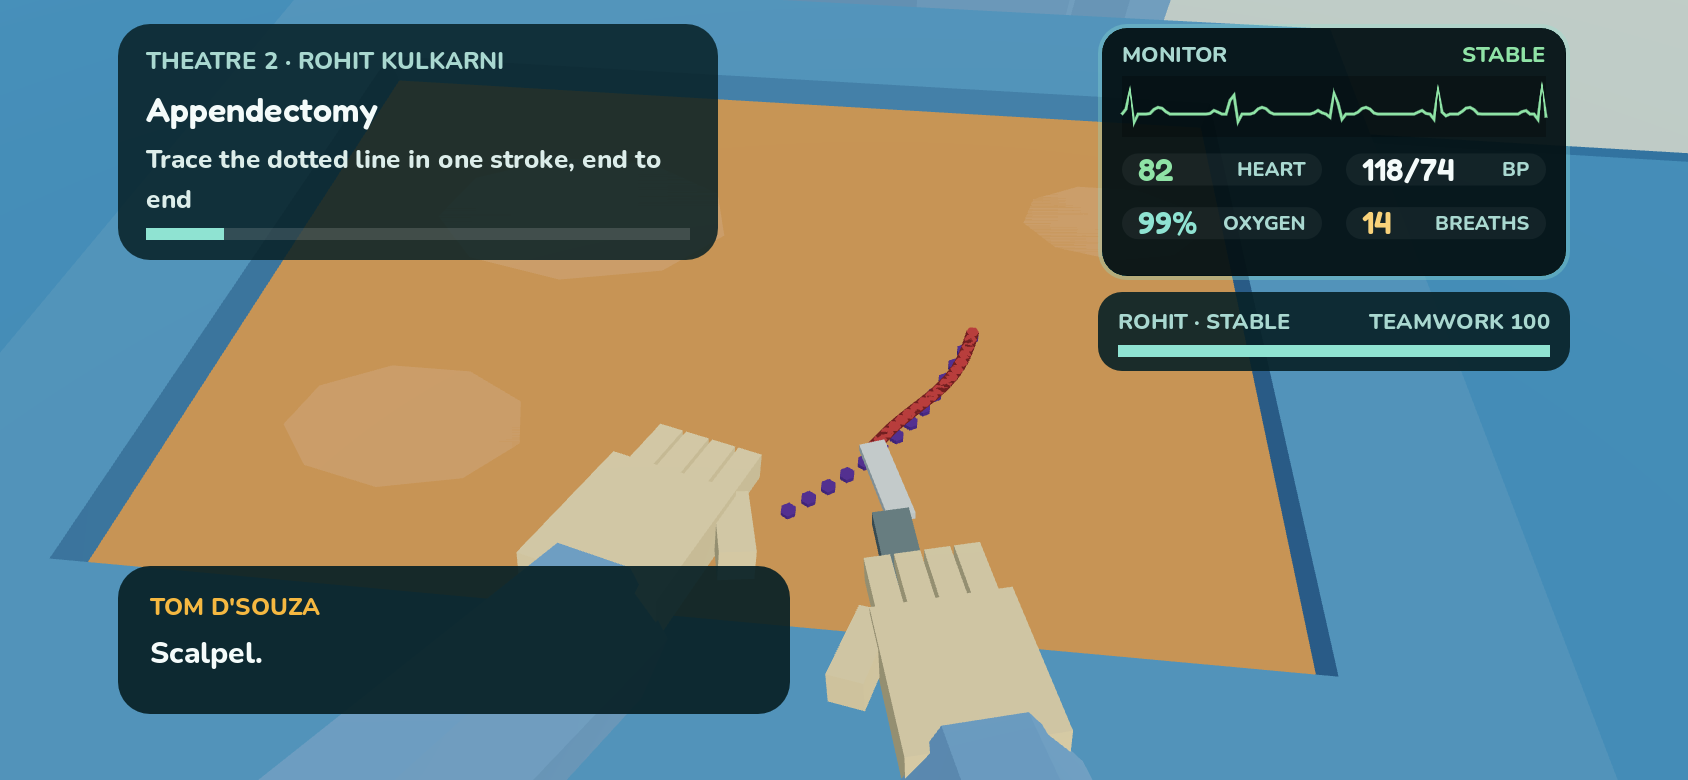 THEATRE 2 · ROHIT KULKARNI
Appendectomy
Trace the dotted line in one stroke, end to
end
MONITOR STABLE
82 HEART 118/74 BP
99% OXYGEN 14 BREATHS
ROHIT · STABLE TEAMWORK 100
TOM D'SOUZA
Scalpel.